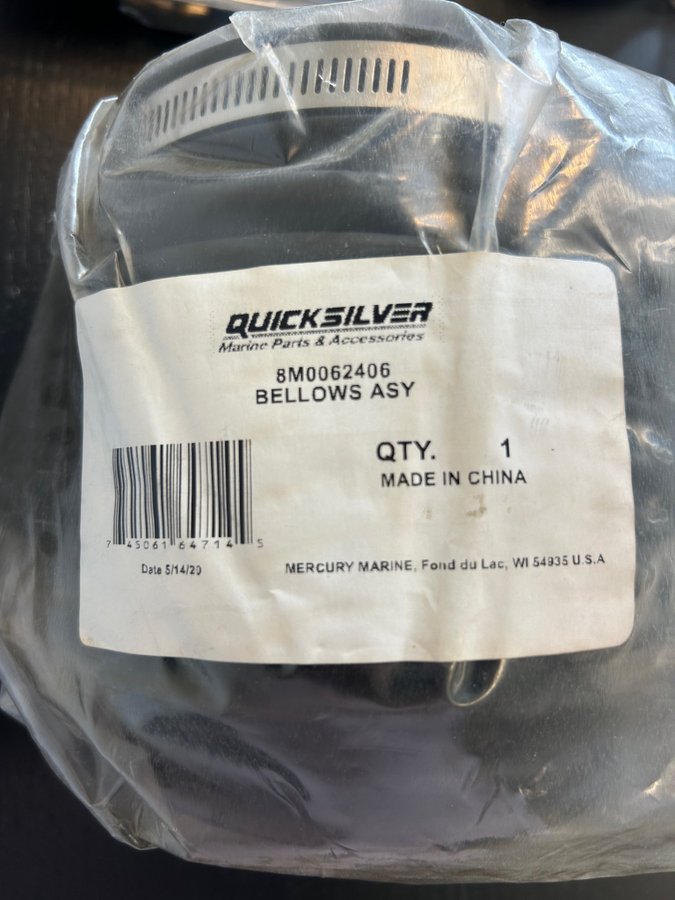 QUICKSILVER
Marine Parts & Accessories
8M0062406
BELLOWS ASY
QTY. 1
MADE IN CHINA
7 45061 64714 5
Date 5/14/20
MERCURY MARINE, Fond du Lac, WI 54935 U.S.A